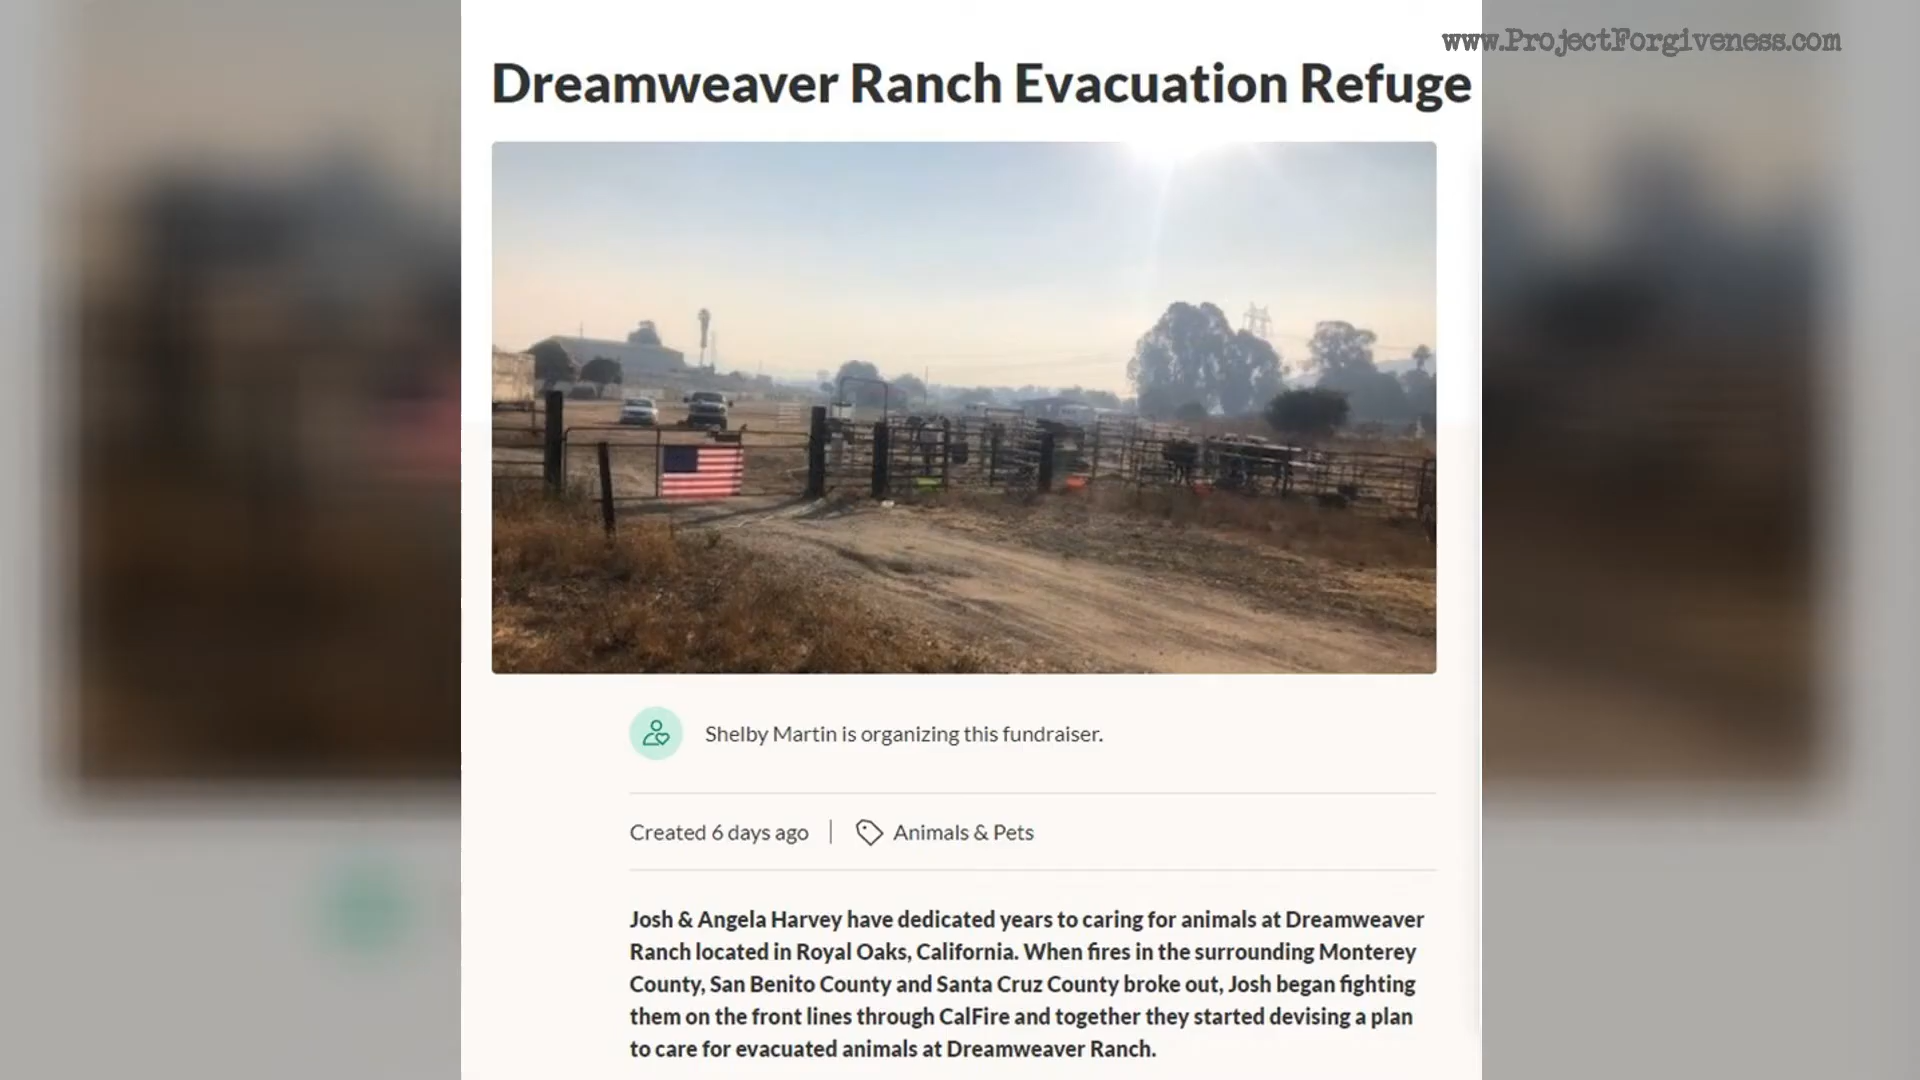 www.ProjectForgiveness.com
Dreamweaver Ranch Evacuation Refuge
Shelby Martin is organizing this fundraiser.
Created 6 days ago | Animals & Pets
Josh & Angela Harvey have dedicated years to caring for animals at Dreamweaver
Ranch located in Royal Oaks, California. When fires in the surrounding Monterey
County, San Benito County and Santa Cruz County broke out, Josh began fighting
them on the front lines through CalFire and together they started devising a plan
to care for evacuated animals at Dreamweaver Ranch.